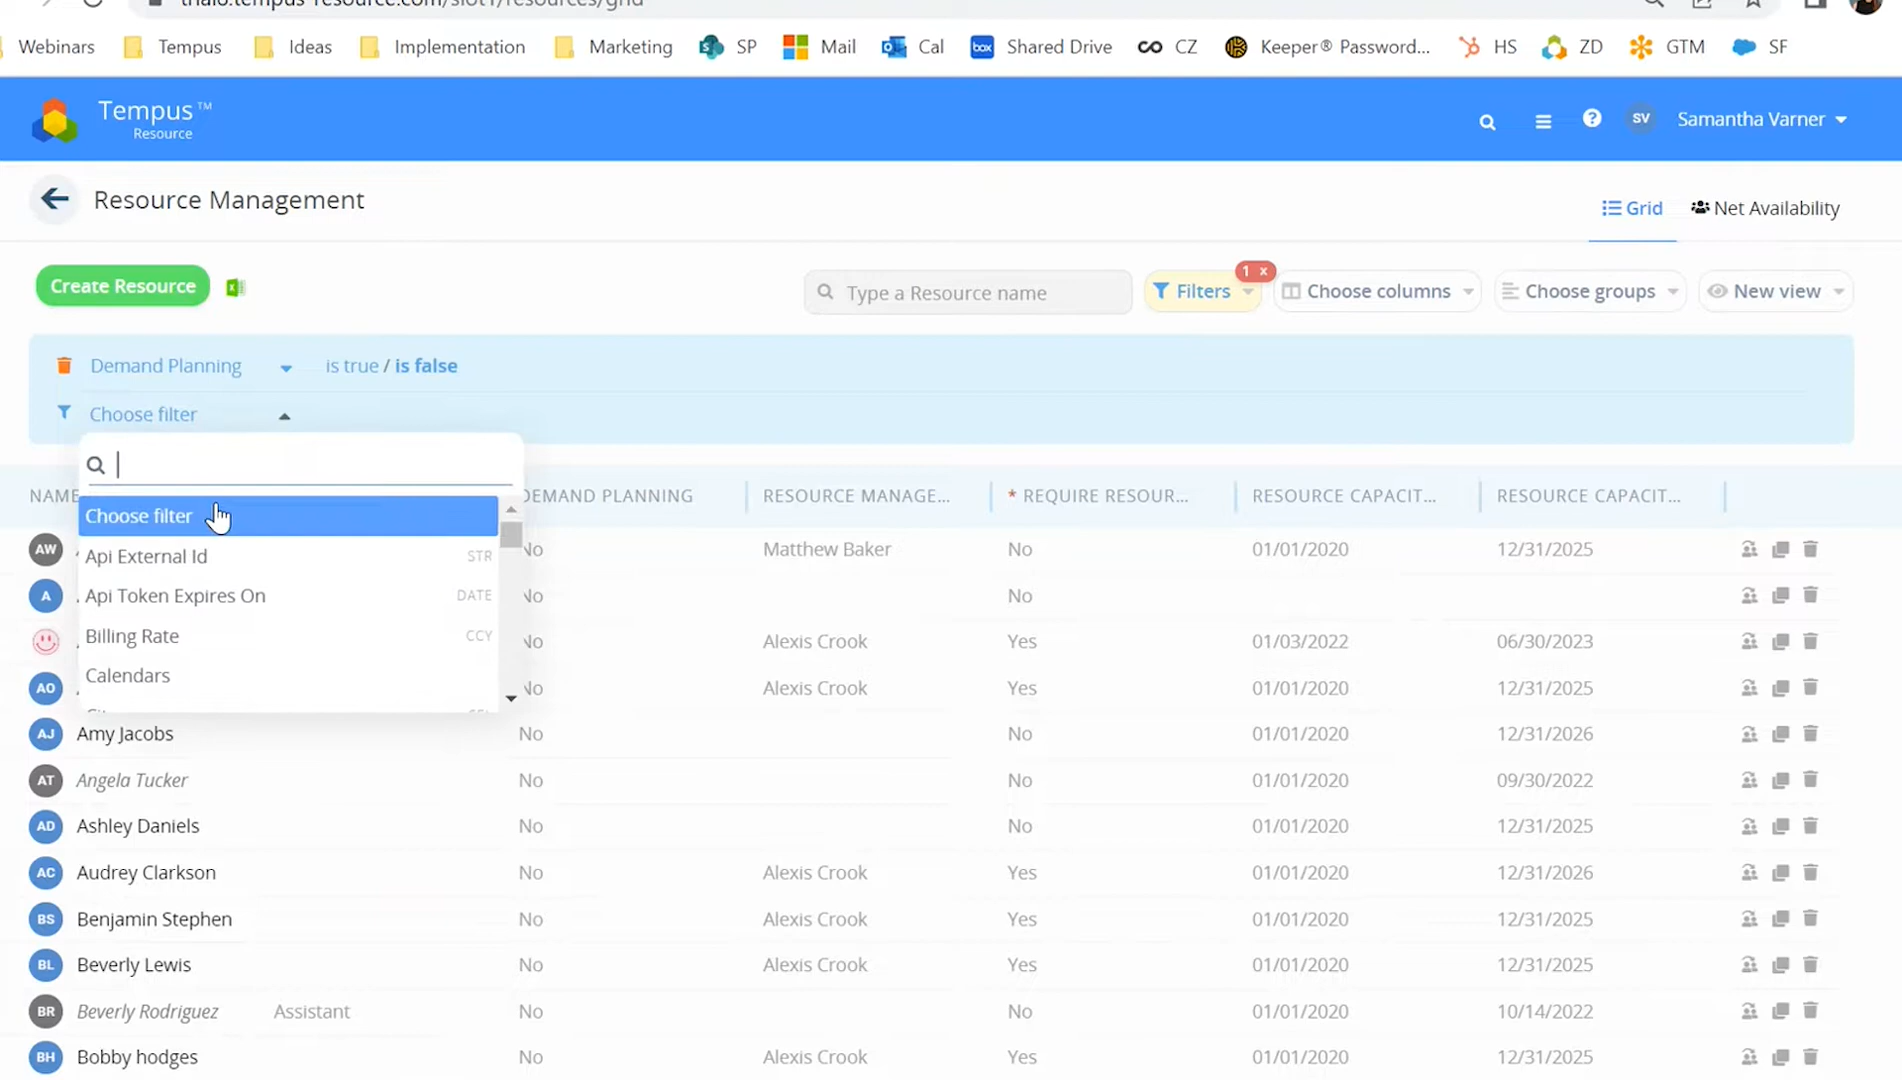 thalo.tempus-resource.com/slot1/resources/grid
Webinars Tempus Ideas Implementation Marketing SP Mail Cal box Shared Drive CZ Keeper® Password... HS ZD GTM SF
Tempus™
Resource
SV Samantha Varner
Resource Management
Grid Net Availability
Create Resource Type a Resource name Filters 1 × Choose columns Choose groups New view
Demand Planning is true / is false
Choose filter
NAME DEMAND PLANNING RESOURCE MANAGE... * REQUIRE RESOUR... RESOURCE CAPACIT... RESOURCE CAPACIT...
Choose filter
Api External Id STR
Api Token Expires On DATE
Billing Rate CCY
Calendars
AW No Matthew Baker No 01/01/2020 12/31/2025
A No No
No Alexis Crook Yes 01/03/2022 06/30/2023
AO No Alexis Crook Yes 01/01/2020 12/31/2025
AJ Amy Jacobs No No 01/01/2020 12/31/2026
AT Angela Tucker No No 01/01/2020 09/30/2022
AD Ashley Daniels No No 01/01/2020 12/31/2025
AC Audrey Clarkson No Alexis Crook Yes 01/01/2020 12/31/2026
BS Benjamin Stephen No Alexis Crook Yes 01/01/2020 12/31/2025
BL Beverly Lewis No Alexis Crook Yes 01/01/2020 12/31/2025
BR Beverly Rodriguez Assistant No No 01/01/2020 10/14/2022
BH Bobby hodges No Alexis Crook Yes 01/01/2020 12/31/2025